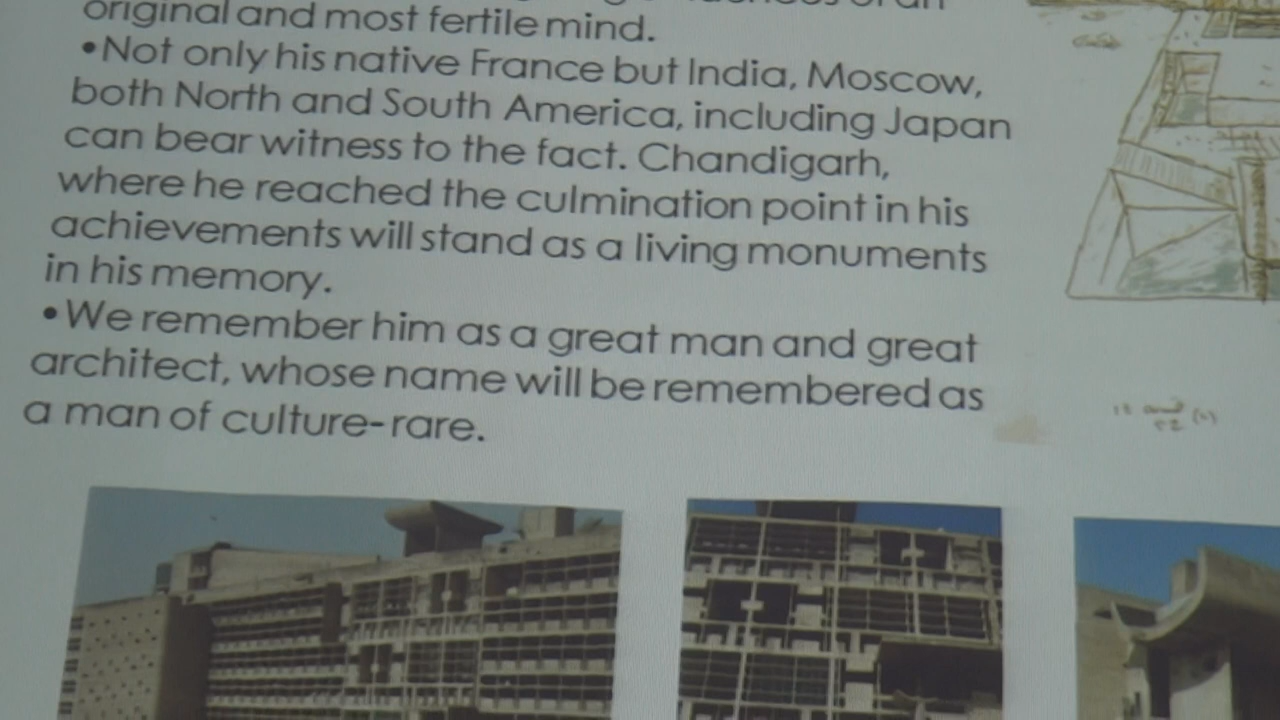 original and most fertile mind.
•Not only his native France but India, Moscow,
both North and South America, including Japan
can bear witness to the fact. Chandigarh,
where he reached the culmination point in his
achievements will stand as a living monuments
in his memory.
•We remember him as a great man and great
architect, whose name will be remembered as
a man of culture- rare.